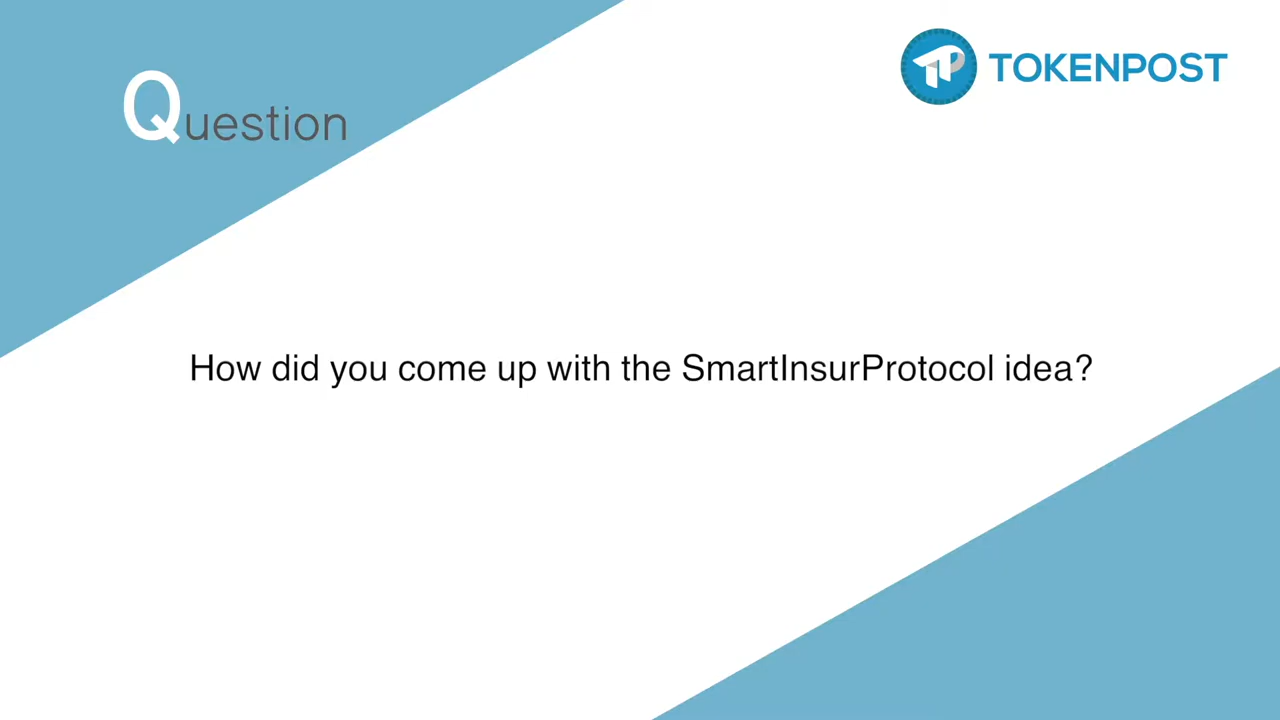 Question
TOKENPOST
How did you come up with the SmartInsurProtocol idea?